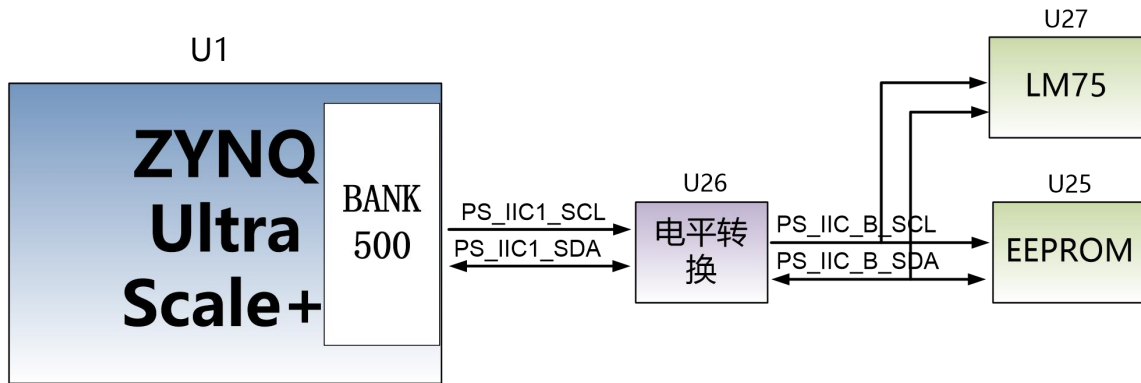 U1
ZYNQ
Ultra
Scale+
BANK
500
PS_IIC1_SCL
PS_IIC1_SDA
U26
电平转
换
PS_IIC_B_SCL
PS_IIC_B_SDA
U27
LM75
U25
EEPROM